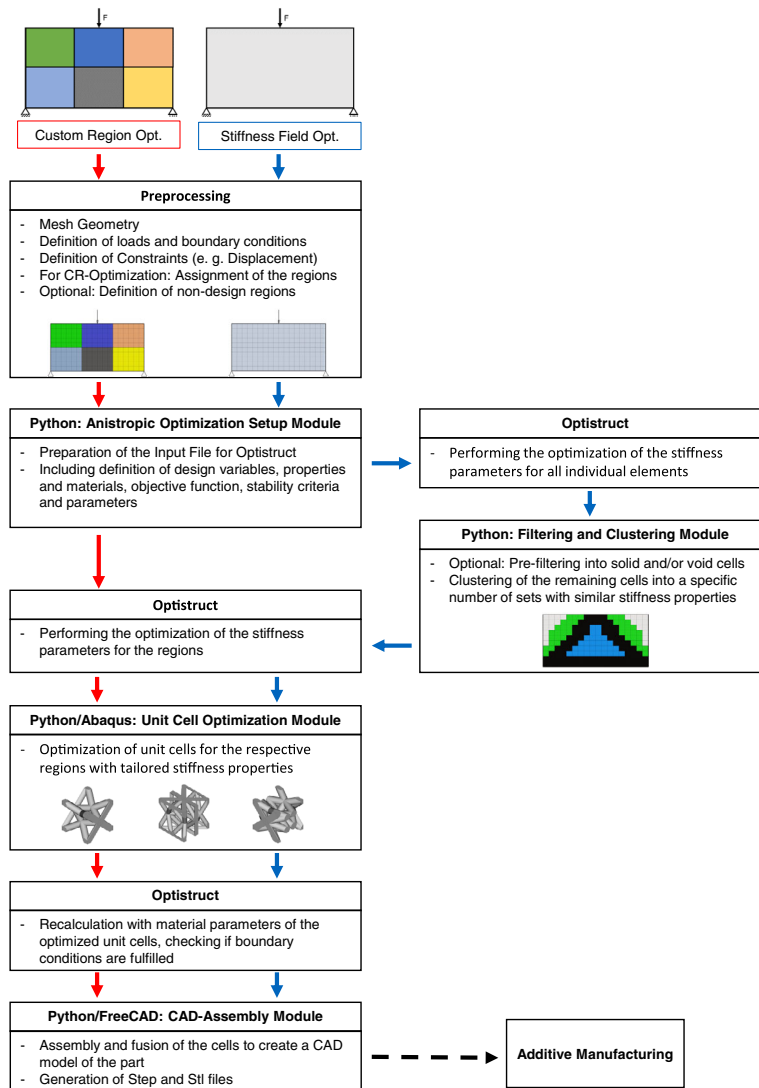 F
F
Custom Region Opt.
Stiffness Field Opt.
Preprocessing
- Mesh Geometry
- Definition of loads and boundary conditions
- Definition of Constraints (e. g. Displacement)
- For CR-Optimization: Assignment of the regions
- Optional: Definition of non-design regions
Python: Anistropic Optimization Setup Module
- Preparation of the Input File for Optistruct
- Including definition of design variables, properties
and materials, objective function, stability criteria
and parameters
Optistruct
- Performing the optimization of the stiffness
parameters for all individual elements
Python: Filtering and Clustering Module
- Optional: Pre-filtering into solid and/or void cells
- Clustering of the remaining cells into a specific
number of sets with similar stiffness properties
Optistruct
- Performing the optimization of the stiffness
parameters for the regions
Python/Abaqus: Unit Cell Optimization Module
- Optimization of unit cells for the respective
regions with tailored stiffness properties
Optistruct
- Recalculation with material parameters of the
optimized unit cells, checking if boundary
conditions are fulfilled
Python/FreeCAD: CAD-Assembly Module
- Assembly and fusion of the cells to create a CAD
model of the part
- Generation of Step and Stl files
Additive Manufacturing